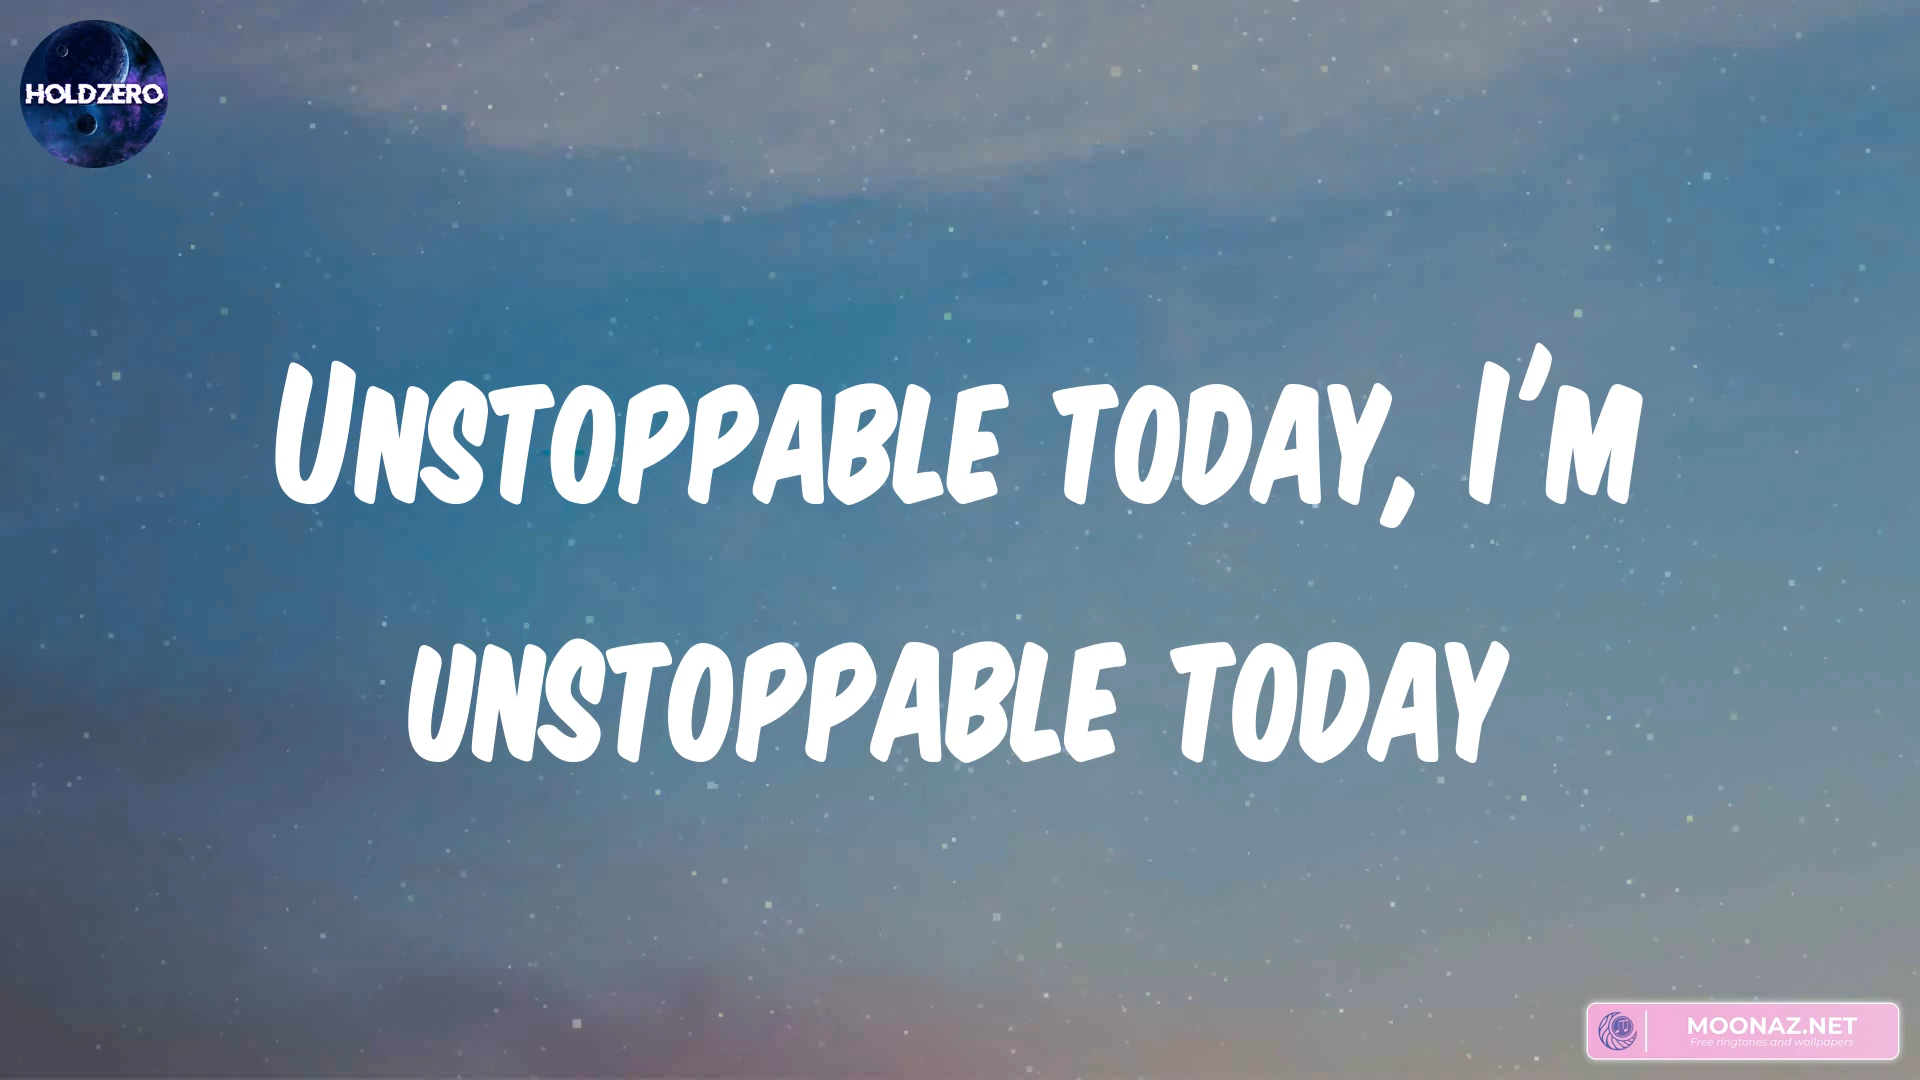 HOLDZERO
Unstoppable today, I'm
unstoppable today
MOONAZ.NET
Free ringtones and wallpapers